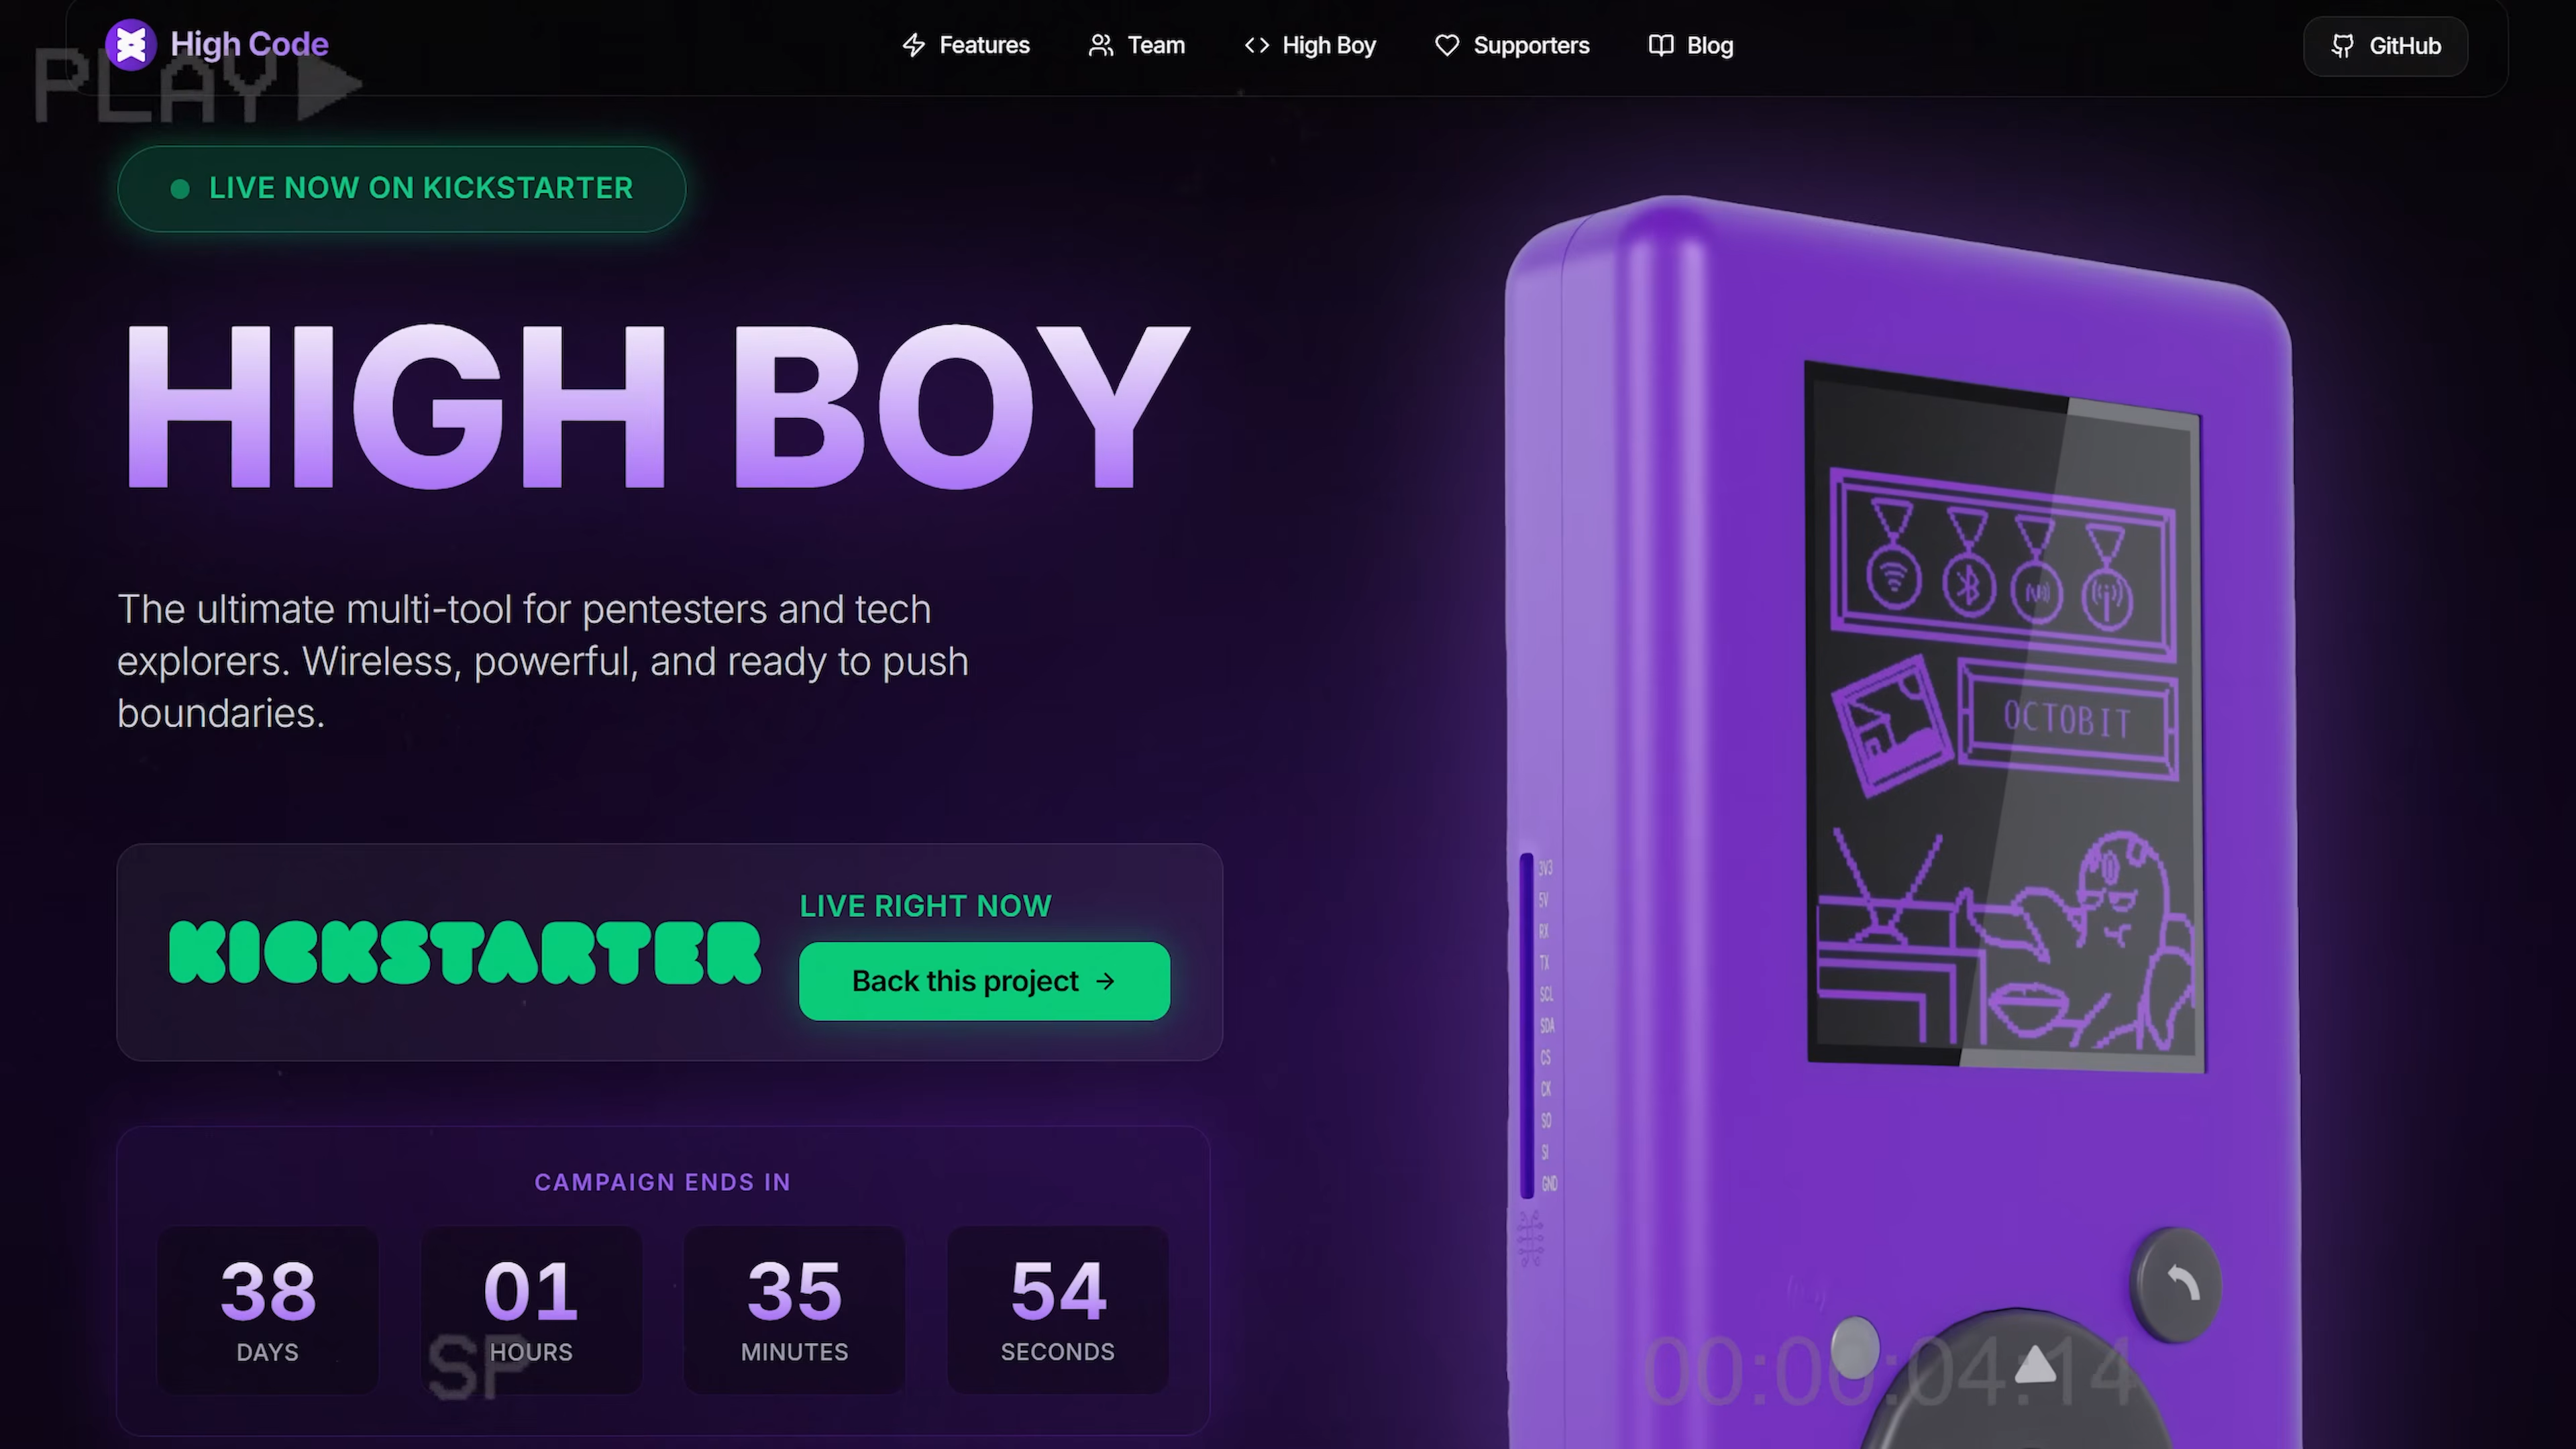 High Code
Features
Team
High Boy
Supporters
Blog
GitHub
PLAY
LIVE NOW ON KICKSTARTER
HIGH BOY
The ultimate multi-tool for pentesters and tech
explorers. Wireless, powerful, and ready to push
boundaries.
KICKSTARTER
LIVE RIGHT NOW
Back this project →
CAMPAIGN ENDS IN
38
DAYS
01
HOURS
35
MINUTES
54
SECONDS
SP
OCTOBIT
3V3
5V
RX
TX
SCL
SDA
CS
CK
SO
SI
GND
00:00:04:14